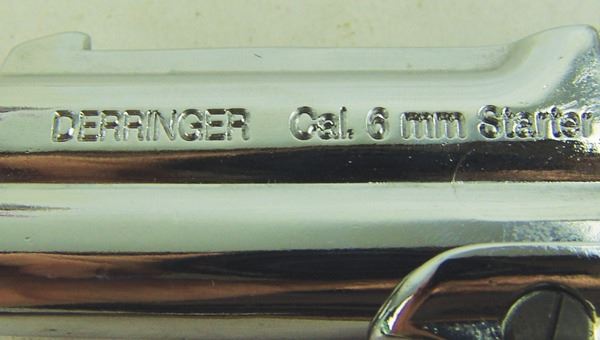 DERRINGER Cal. 6 mm Starter